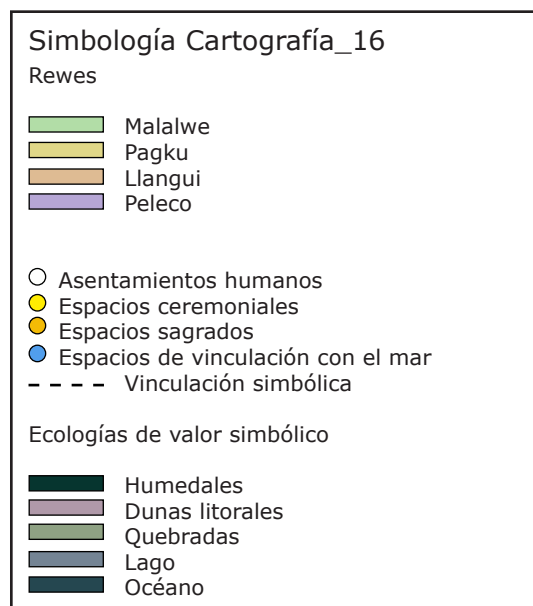 Simbología Cartografía_16
Rewes
Malalwe
Pagku
Llangui
Peleco
Asentamientos humanos
Espacios ceremoniales
Espacios sagrados
Espacios de vinculación con el mar
Vinculación simbólica
Ecologías de valor simbólico
Humedales
Dunas litorales
Quebradas
Lago
Océano